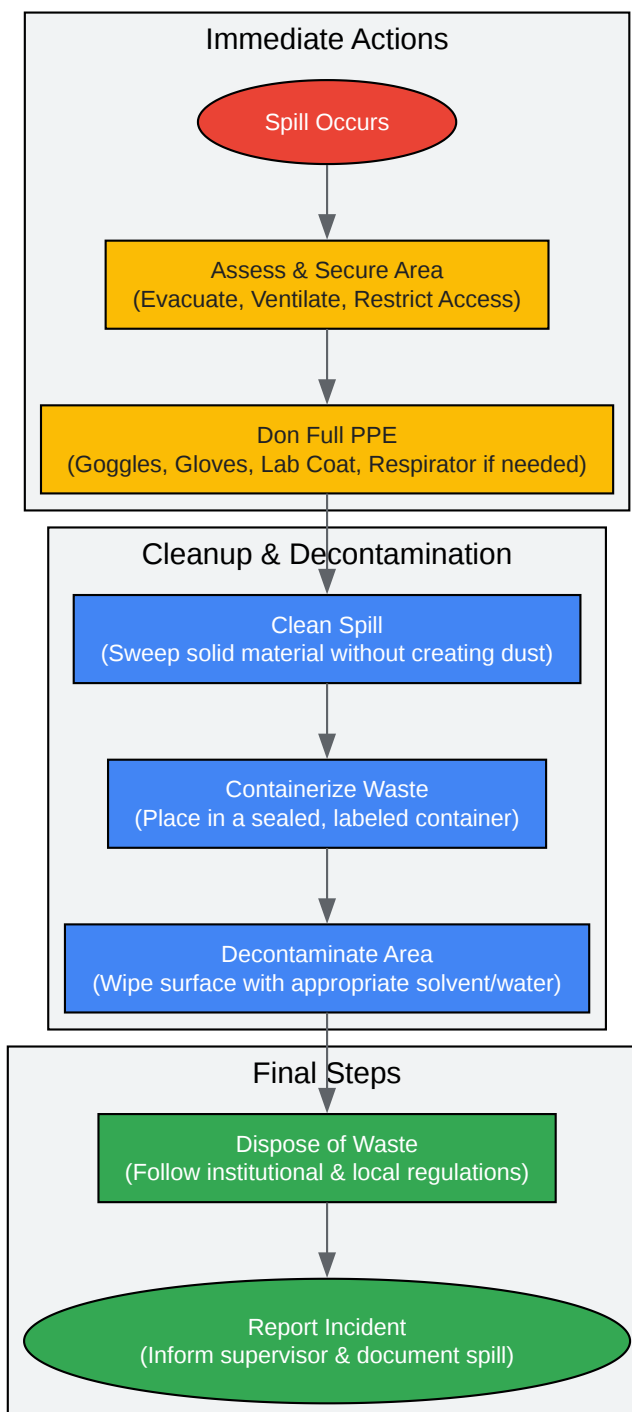 Immediate Actions
Spill Occurs
Assess & Secure Area
(Evacuate, Ventilate, Restrict Access)
Don Full PPE
(Goggles, Gloves, Lab Coat, Respirator if needed)
Cleanup & Decontamination
Clean Spill
(Sweep solid material without creating dust)
Containerize Waste
(Place in a sealed, labeled container)
Decontaminate Area
(Wipe surface with appropriate solvent/water)
Final Steps
Dispose of Waste
(Follow institutional & local regulations)
Report Incident
(Inform supervisor & document spill)